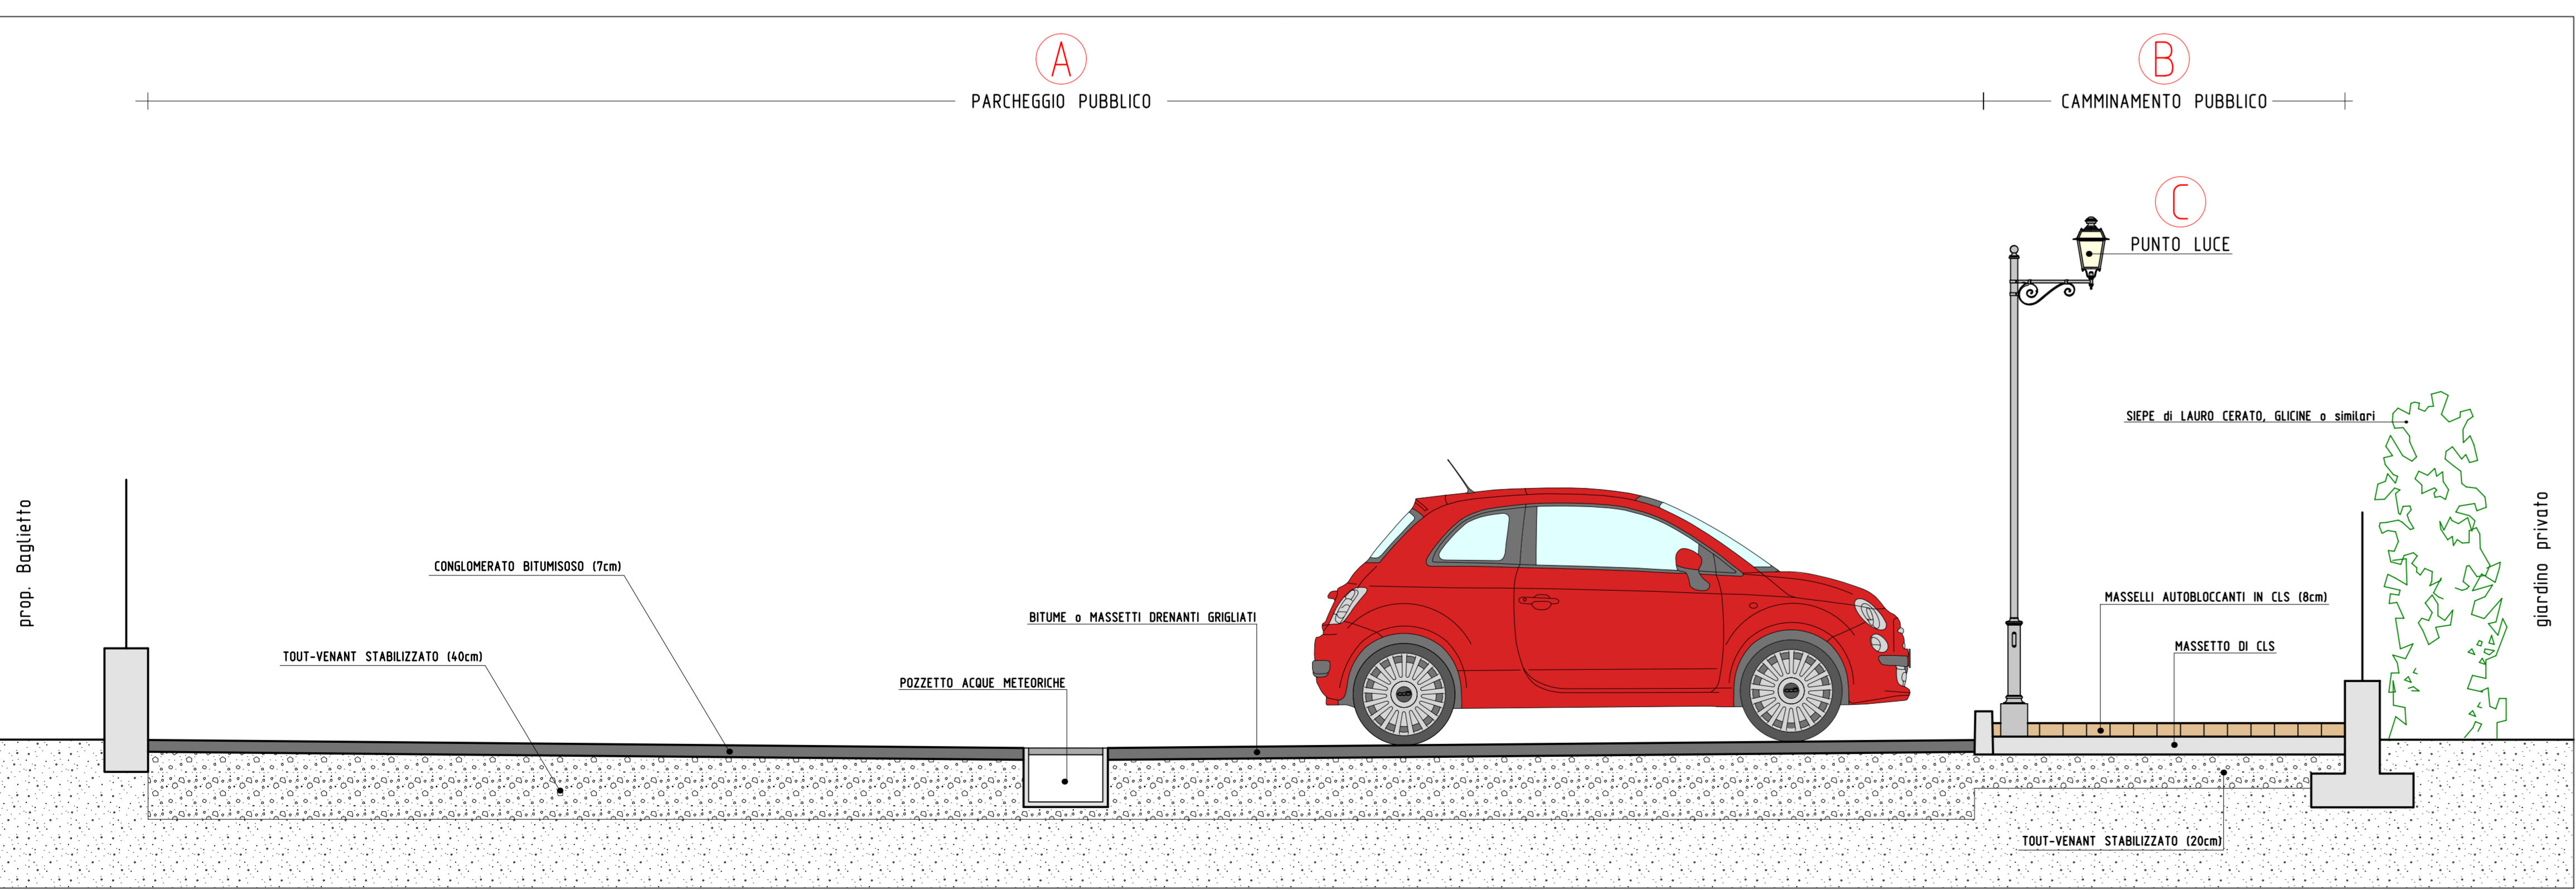 A
PARCHEGGIO PUBBLICO
B
CAMMINAMENTO PUBBLICO
C
PUNTO LUCE
SIEPE di LAURO CERATO, GLICINE o similari
prop. Baglietto
giardino privato
CONGLOMERATO BITUMISOSO (7cm)
MASSELLI AUTOBLOCCANTI IN CLS (8cm)
BITUME o MASSETTI DRENANTI GRIGLIATI
MASSETTO DI CLS
TOUT-VENANT STABILIZZATO (40cm)
POZZETTO ACQUE METEORICHE
TOUT-VENANT STABILIZZATO (20cm)